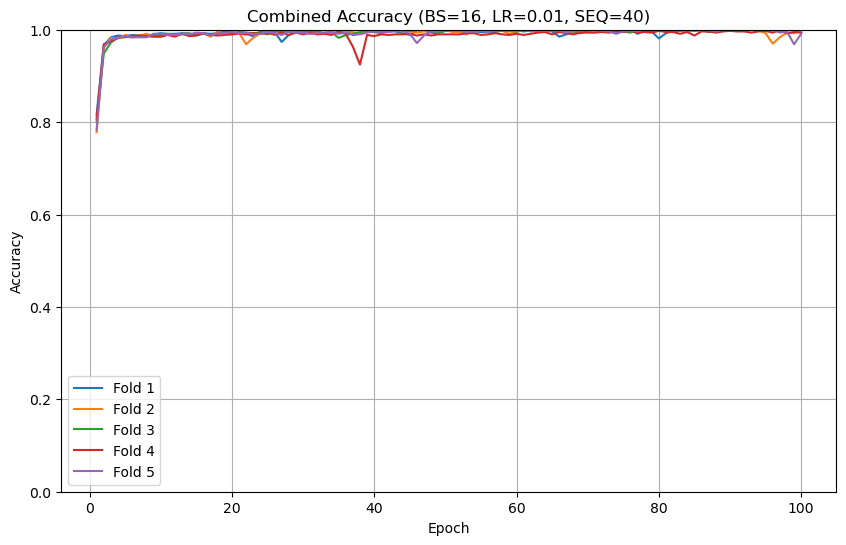 Combined Accuracy (BS=16, LR=0.01, SEQ=40)
1.0
0.8
0.6
0.4
0.2
0.0
Accuracy
Fold 1
Fold 2
Fold 3
Fold 4
Fold 5
0 20 40 60 80 100
Epoch